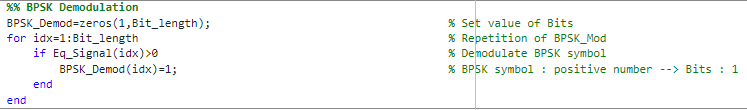 %% BPSK Demodulation
BPSK_Demod=zeros(1,Bit_length); % Set value of Bits
for idx=1:Bit_length % Repetition of BPSK_Mod
if Eq_Signal(idx)>0 % Demodulate BPSK symbol
BPSK_Demod(idx)=1; % BPSK symbol : positive number --> Bits : 1
end
end